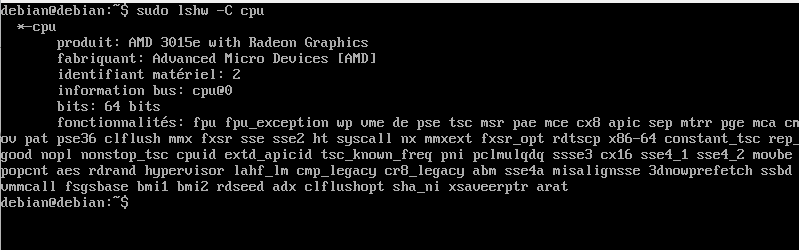 debian@debian:~$ sudo lshw -C cpu
  *-cpu
       produit: AMD 3015e with Radeon Graphics
       fabriquant: Advanced Micro Devices [AMD]
       identifiant matériel: 2
       information bus: cpu@0
       bits: 64 bits
       fonctionnalités: fpu fpu_exception wp vme de pse tsc msr pae mce cx8 apic sep mtrr pge mca cm
ov pat pse36 clflush mmx fxsr sse sse2 ht syscall nx mmxext fxsr_opt rdtscp x86-64 constant_tsc rep_
good nopl nonstop_tsc cpuid extd_apicid tsc_known_freq pni pclmulqdq ssse3 cx16 sse4_1 sse4_2 movbe
popcnt aes rdrand hypervisor lahf_lm cmp_legacy cr8_legacy abm sse4a misalignsse 3dnowprefetch ssbd
vmmcall fsgsbase bmi1 bmi2 rdseed adx clflushopt sha_ni xsaveerptr arat
debian@debian:~$